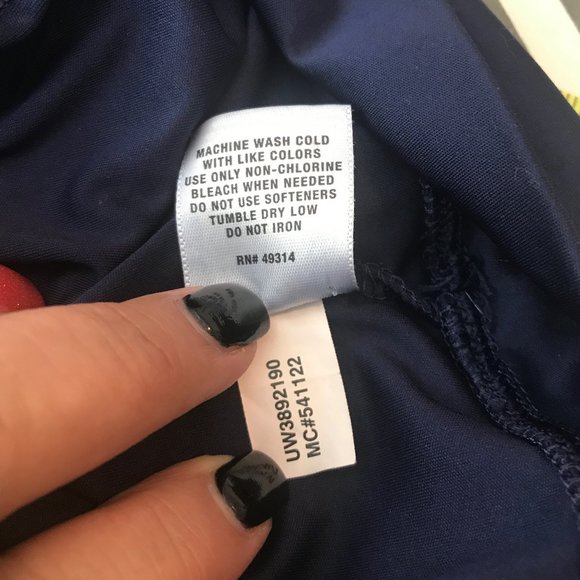 MACHINE WASH COLD
WITH LIKE COLORS
USE ONLY NON-CHLORINE
BLEACH WHEN NEEDED
DO NOT USE SOFTENERS
TUMBLE DRY LOW
DO NOT IRON
RN# 49314
UW3892190
MC#541122